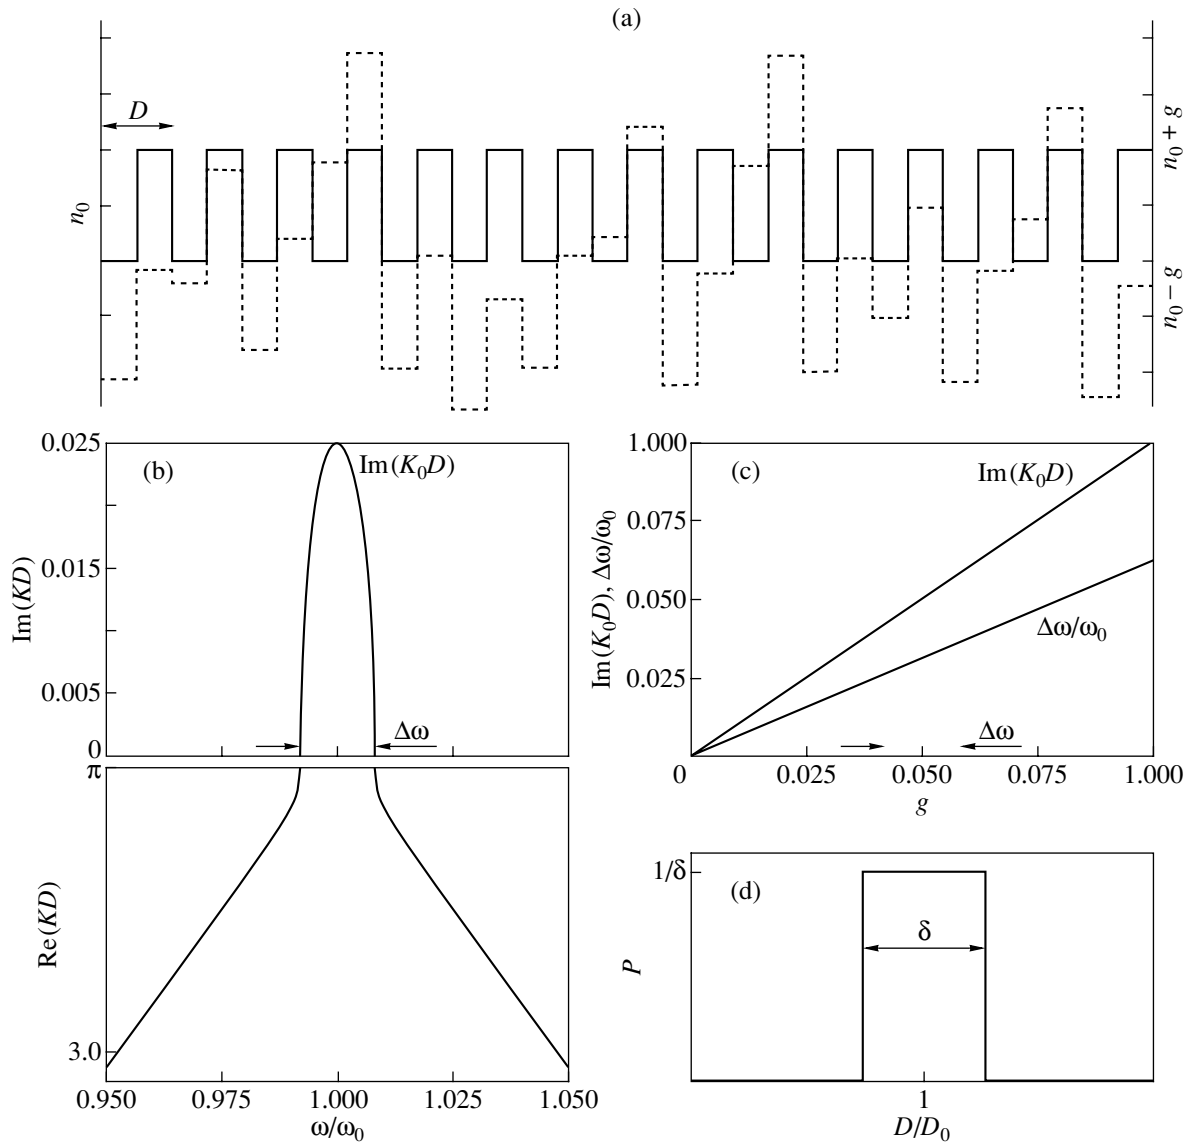 (a)
D
n₀
n₀ + g
n₀ – g
(b)
0.025
0.015
0.005
0
Im(KD)
Im(K₀D)
Δω
π
3.0
Re(KD)
0.950 0.975 1.000 1.025 1.050
ω/ω₀
(c)
1.000
0.075
0.050
0.025
Im(K₀D), Δω/ω₀
Im(K₀D)
Δω/ω₀
Δω
0 0.025 0.050 0.075 1.000
g
(d)
1/δ
δ
P
1
D/D₀